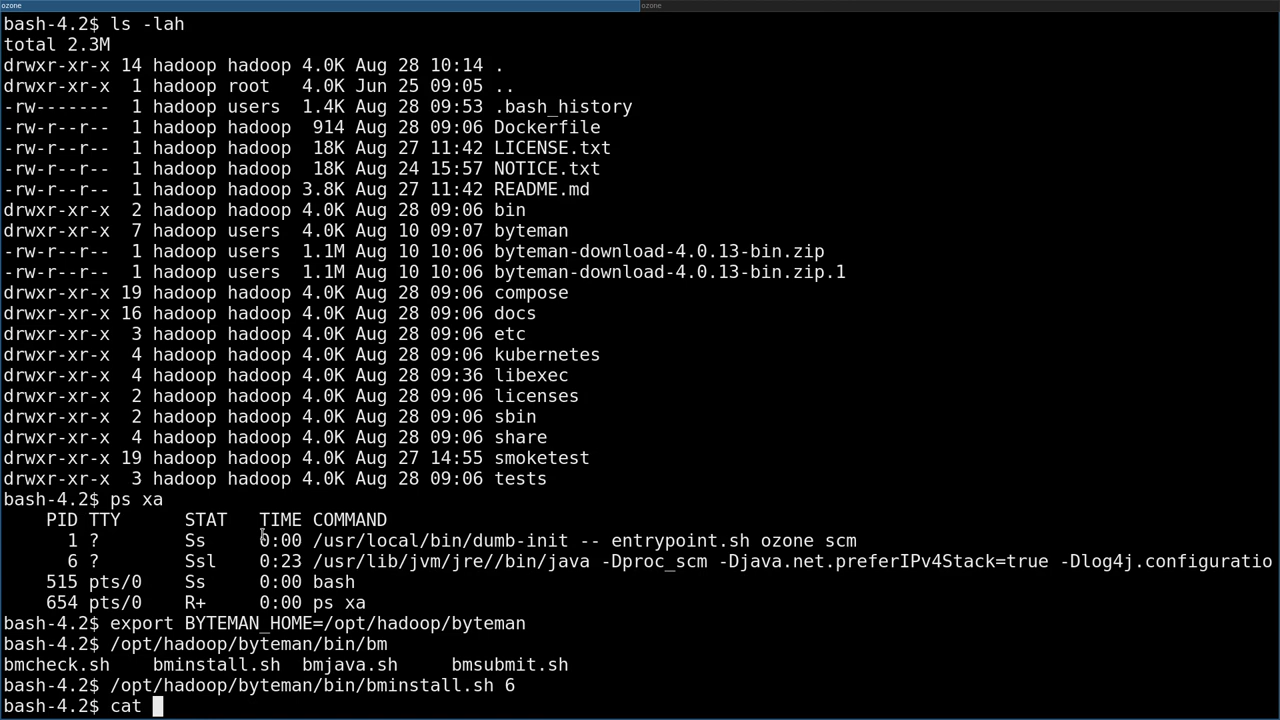 ozone
ozone
bash-4.2$ ls -lah
total 2.3M
drwxr-xr-x 14 hadoop hadoop 4.0K Aug 28 10:14 .
drwxr-xr-x  1 hadoop root   4.0K Jun 25 09:05 ..
-rw-------  1 hadoop users  1.4K Aug 28 09:53 .bash_history
-rw-r--r--  1 hadoop hadoop  914 Aug 28 09:06 Dockerfile
-rw-r--r--  1 hadoop hadoop  18K Aug 27 11:42 LICENSE.txt
-rw-r--r--  1 hadoop hadoop  18K Aug 24 15:57 NOTICE.txt
-rw-r--r--  1 hadoop hadoop 3.8K Aug 27 11:42 README.md
drwxr-xr-x  2 hadoop hadoop 4.0K Aug 28 09:06 bin
drwxr-xr-x  7 hadoop users  4.0K Aug 10 09:07 byteman
-rw-r--r--  1 hadoop users  1.1M Aug 10 10:06 byteman-download-4.0.13-bin.zip
-rw-r--r--  1 hadoop users  1.1M Aug 10 10:06 byteman-download-4.0.13-bin.zip.1
drwxr-xr-x 19 hadoop hadoop 4.0K Aug 28 09:06 compose
drwxr-xr-x 16 hadoop hadoop 4.0K Aug 28 09:06 docs
drwxr-xr-x  3 hadoop hadoop 4.0K Aug 28 09:06 etc
drwxr-xr-x  4 hadoop hadoop 4.0K Aug 28 09:06 kubernetes
drwxr-xr-x  4 hadoop hadoop 4.0K Aug 28 09:36 libexec
drwxr-xr-x  2 hadoop hadoop 4.0K Aug 28 09:06 licenses
drwxr-xr-x  2 hadoop hadoop 4.0K Aug 28 09:06 sbin
drwxr-xr-x  4 hadoop hadoop 4.0K Aug 28 09:06 share
drwxr-xr-x 19 hadoop hadoop 4.0K Aug 27 14:55 smoketest
drwxr-xr-x  3 hadoop hadoop 4.0K Aug 28 09:06 tests
bash-4.2$ ps xa
    PID TTY      STAT   TIME COMMAND
      1 ?        Ss     0:00 /usr/local/bin/dumb-init -- entrypoint.sh ozone scm
      6 ?        Ssl    0:23 /usr/lib/jvm/jre//bin/java -Dproc_scm -Djava.net.preferIPv4Stack=true -Dlog4j.configuratio
    515 pts/0    Ss     0:00 bash
    654 pts/0    R+     0:00 ps xa
bash-4.2$ export BYTEMAN_HOME=/opt/hadoop/byteman
bash-4.2$ /opt/hadoop/byteman/bin/bm
bmcheck.sh    bminstall.sh  bmjava.sh     bmsubmit.sh
bash-4.2$ /opt/hadoop/byteman/bin/bminstall.sh 6
bash-4.2$ cat